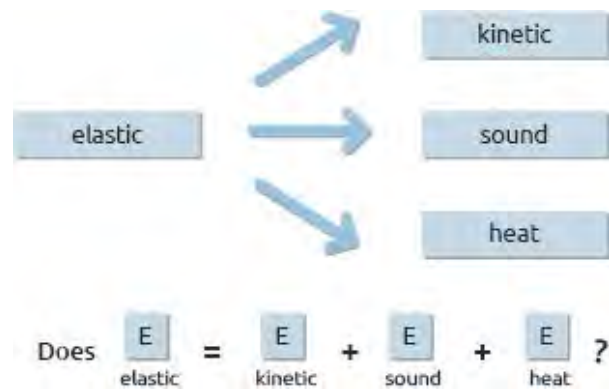 kinetic
elastic
sound
heat
Does E = E + E + E ?
elastic kinetic sound heat